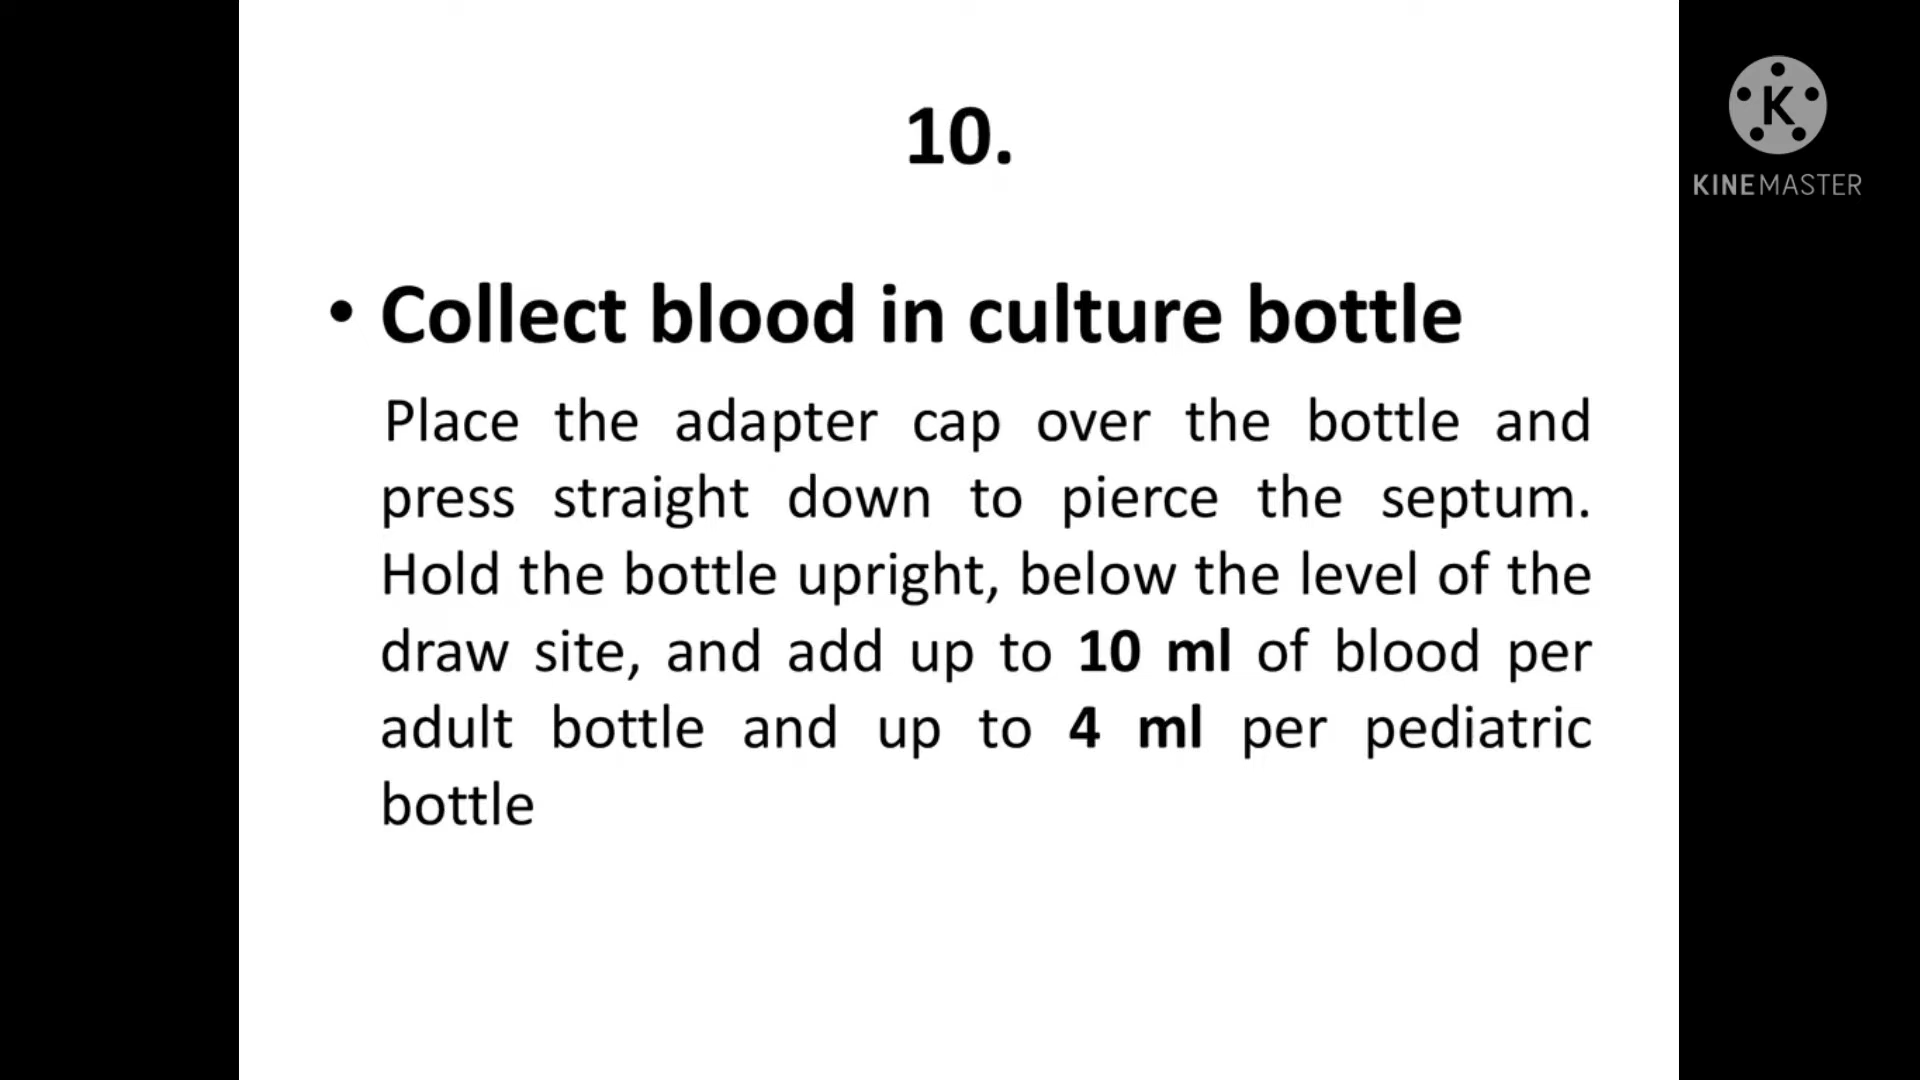 10.
• Collect blood in culture bottle
Place the adapter cap over the bottle and
press straight down to pierce the septum.
Hold the bottle upright, below the level of the
draw site, and add up to 10 ml of blood per
adult bottle and up to 4 ml per pediatric
bottle
K
KINEMASTER